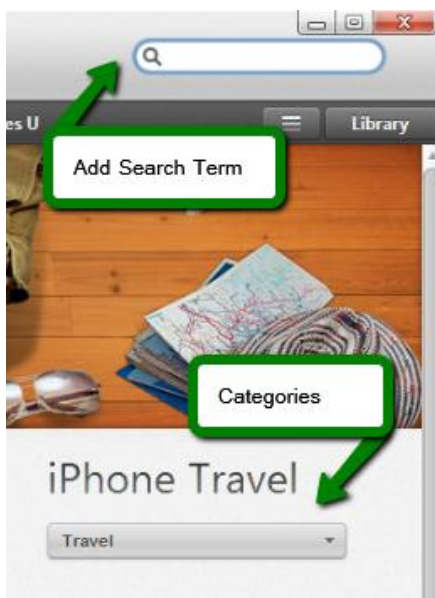 es U
Library
Add Search Term
Categories
iPhone Travel
Travel